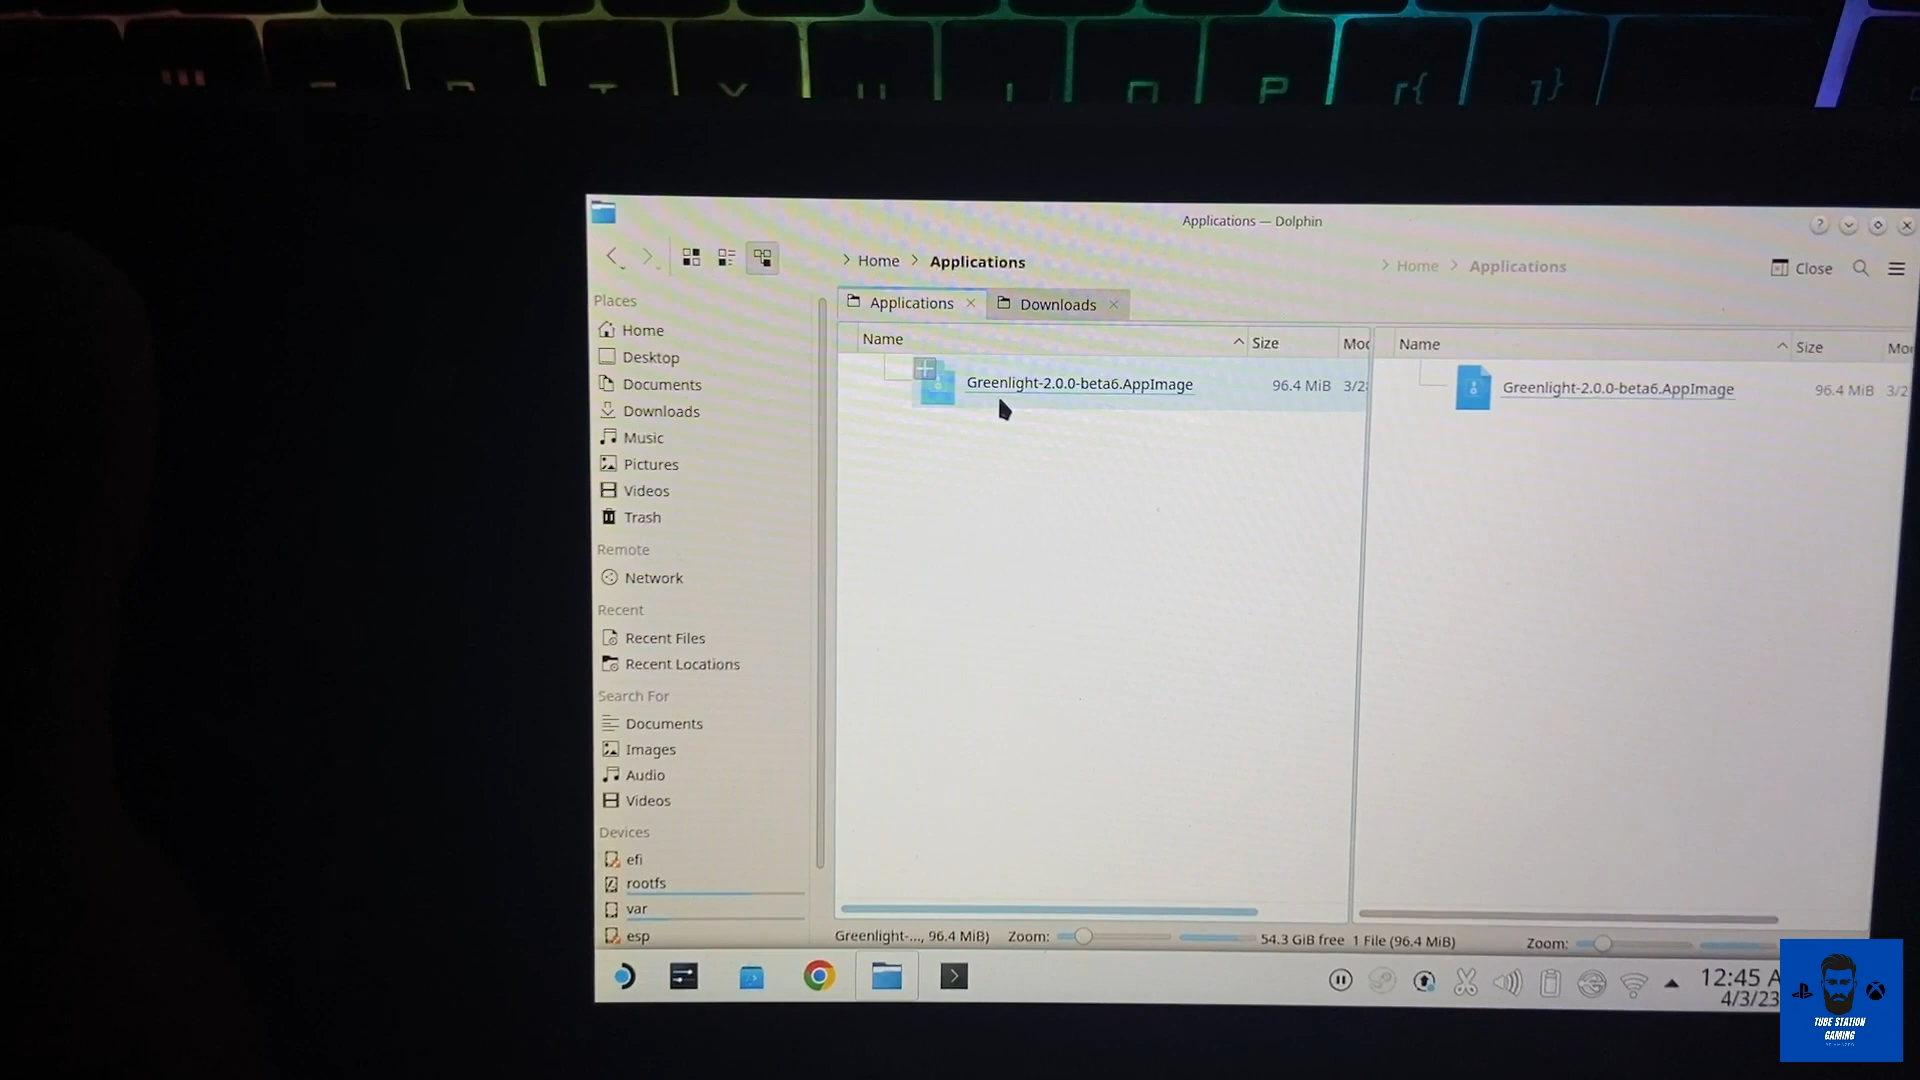 P
[{
]}
Applications — Dolphin
Home > Applications
Home > Applications
Close
Places
Home
Desktop
Documents
Downloads
Music
Pictures
Videos
Trash
Remote
Network
Recent
Recent Files
Recent Locations
Search For
Documents
Images
Audio
Videos
Devices
efi
rootfs
var
esp
Applications
Downloads
Name
Size
Greenlight-2.0.0-beta6.AppImage
96.4 MiB
Name
Size
Greenlight-2.0.0-beta6.AppImage
96.4 MiB
Greenlight-..., 96.4 MiB)
Zoom:
54.3 GiB free
1 File (96.4 MiB)
Zoom:
12:45 A
4/3/23
TUBE STATION
GAMING